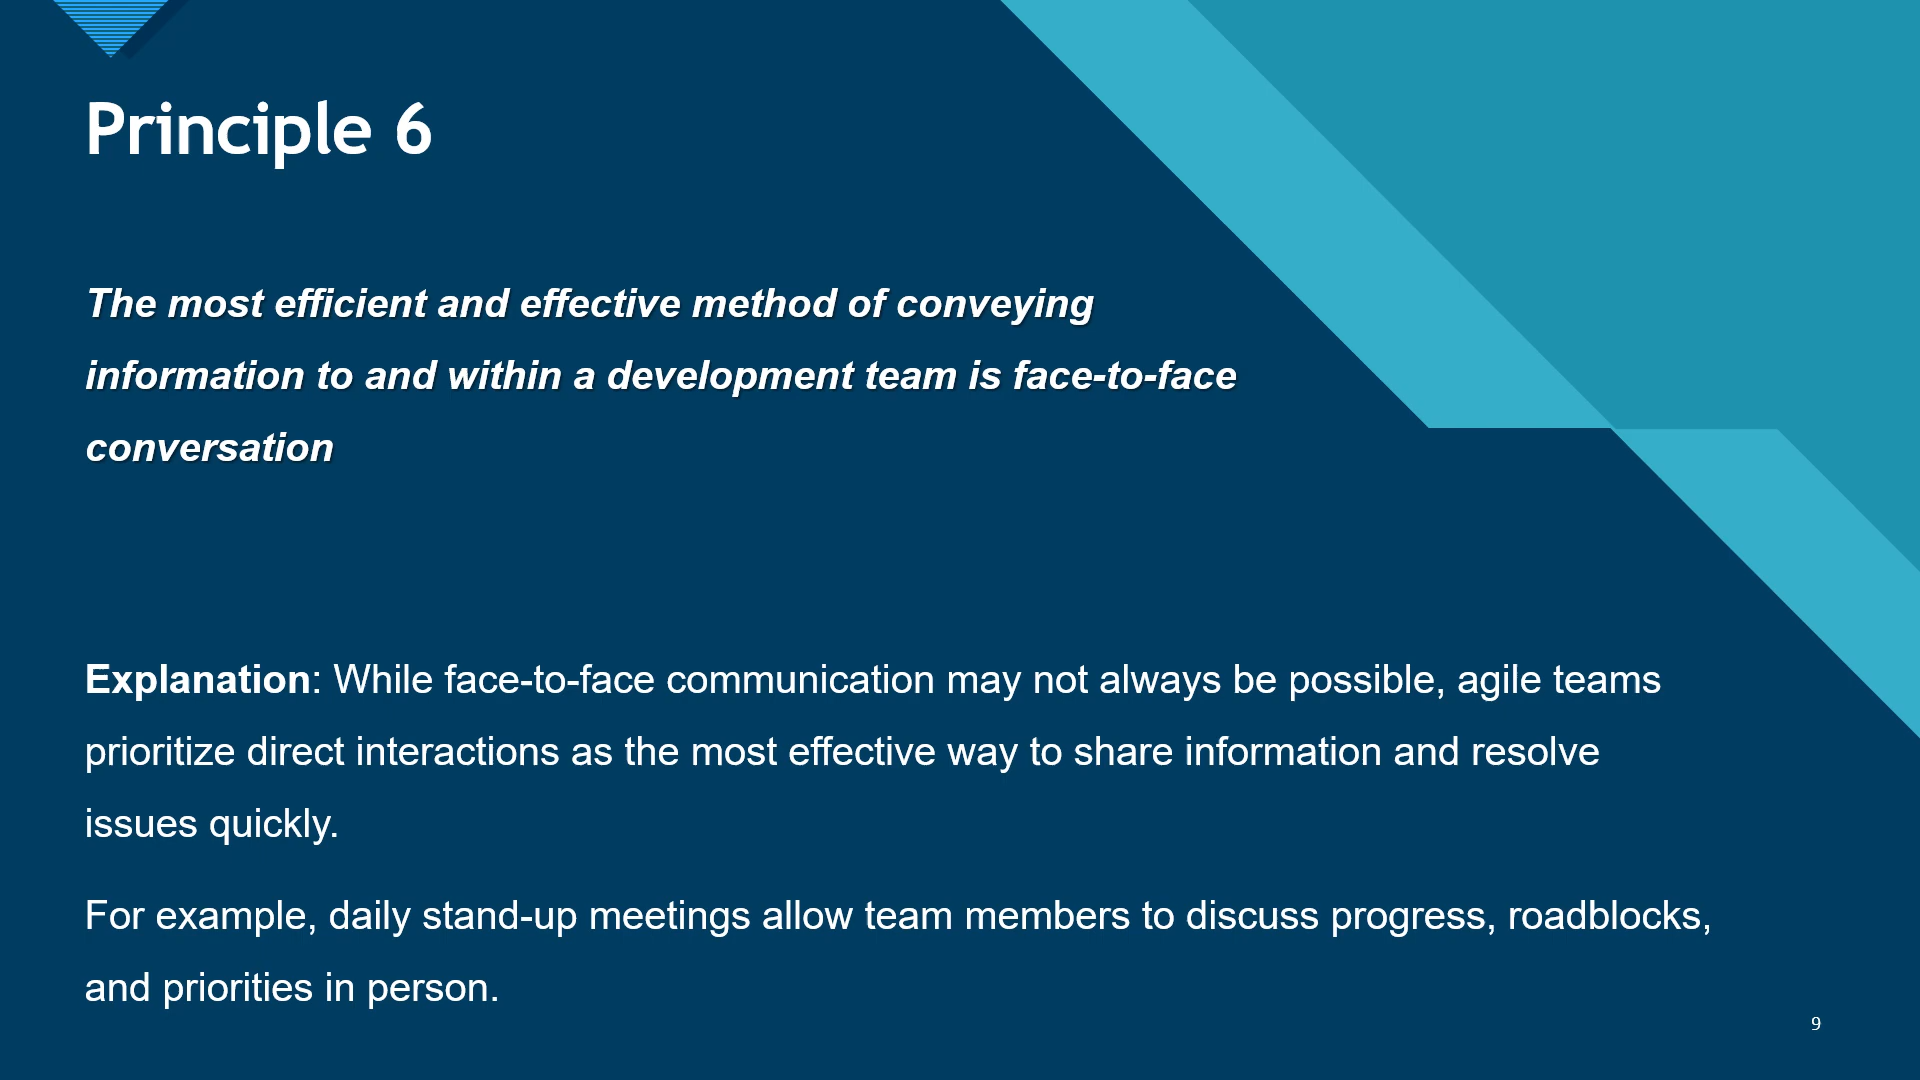 Principle 6
The most efficient and effective method of conveying
information to and within a development team is face-to-face
conversation
Explanation: While face-to-face communication may not always be possible, agile teams
prioritize direct interactions as the most effective way to share information and resolve
issues quickly.
For example, daily stand-up meetings allow team members to discuss progress, roadblocks,
and priorities in person.
9